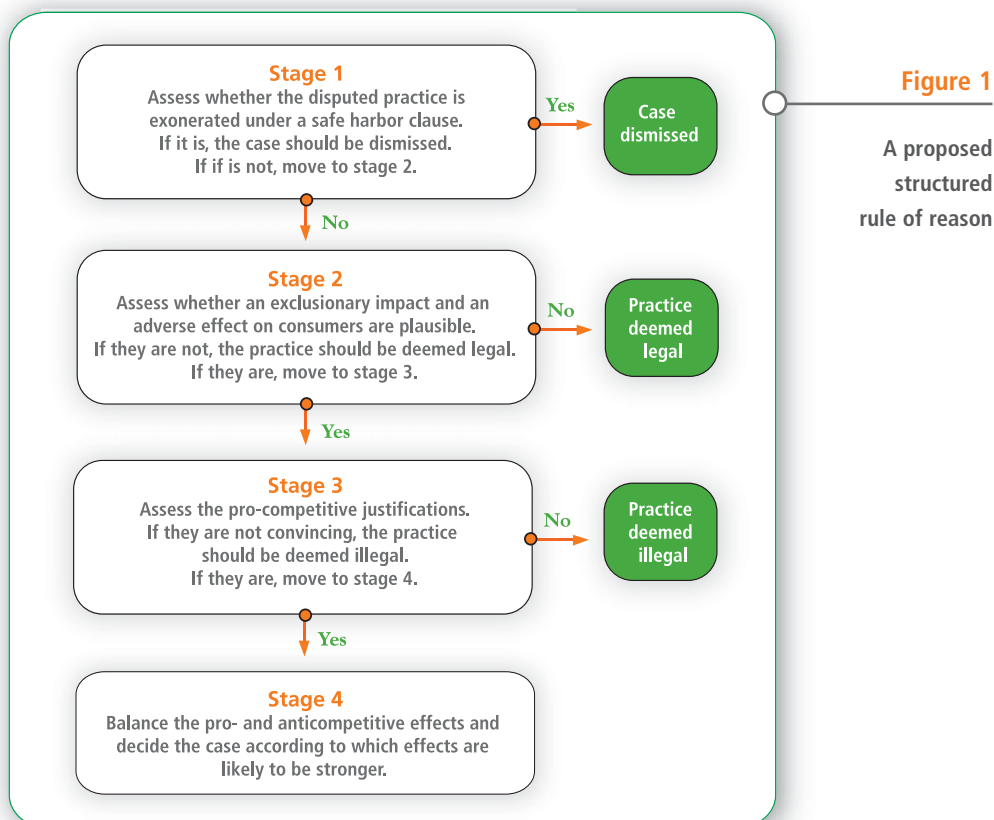 Stage 1
Assess whether the disputed practice is
exonerated under a safe harbor clause.
If it is, the case should be dismissed.
If if is not, move to stage 2.
Yes
Case
dismissed
No
Stage 2
Assess whether an exclusionary impact and an
adverse effect on consumers are plausible.
If they are not, the practice should be deemed legal.
If they are, move to stage 3.
No
Practice
deemed
legal
Yes
Stage 3
Assess the pro-competitive justifications.
If they are not convincing, the practice
should be deemed illegal.
If they are, move to stage 4.
No
Practice
deemed
illegal
Yes
Stage 4
Balance the pro- and anticompetitive effects and
decide the case according to which effects are
likely to be stronger.
Figure 1
A proposed
structured
rule of reason